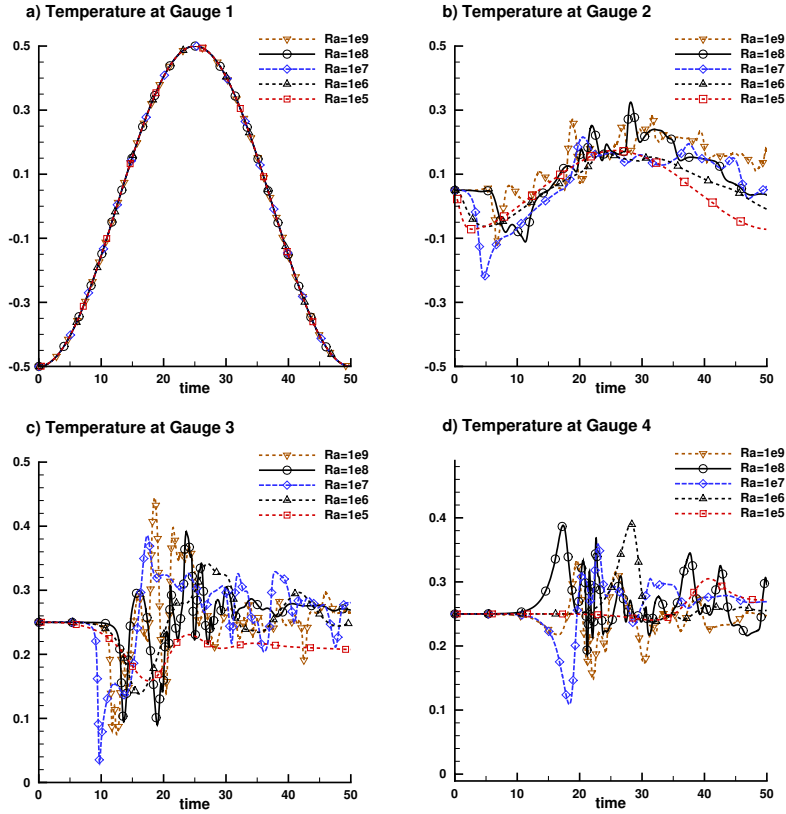 a) Temperature at Gauge 1
Ra=1e9
Ra=1e8
Ra=1e7
Ra=1e6
Ra=1e5
0.5
0.3
0.1
-0.1
-0.3
-0.5
0 10 20 30 40 50
time
b) Temperature at Gauge 2
Ra=1e9
Ra=1e8
Ra=1e7
Ra=1e6
Ra=1e5
0.5
0.3
0.1
-0.1
-0.3
-0.5
0 10 20 30 40 50
time
c) Temperature at Gauge 3
Ra=1e9
Ra=1e8
Ra=1e7
Ra=1e6
Ra=1e5
0.5
0.4
0.3
0.2
0.1
0
0 10 20 30 40 50
time
d) Temperature at Gauge 4
Ra=1e9
Ra=1e8
Ra=1e7
Ra=1e6
Ra=1e5
0.4
0.3
0.2
0.1
0
0 10 20 30 40 50
time